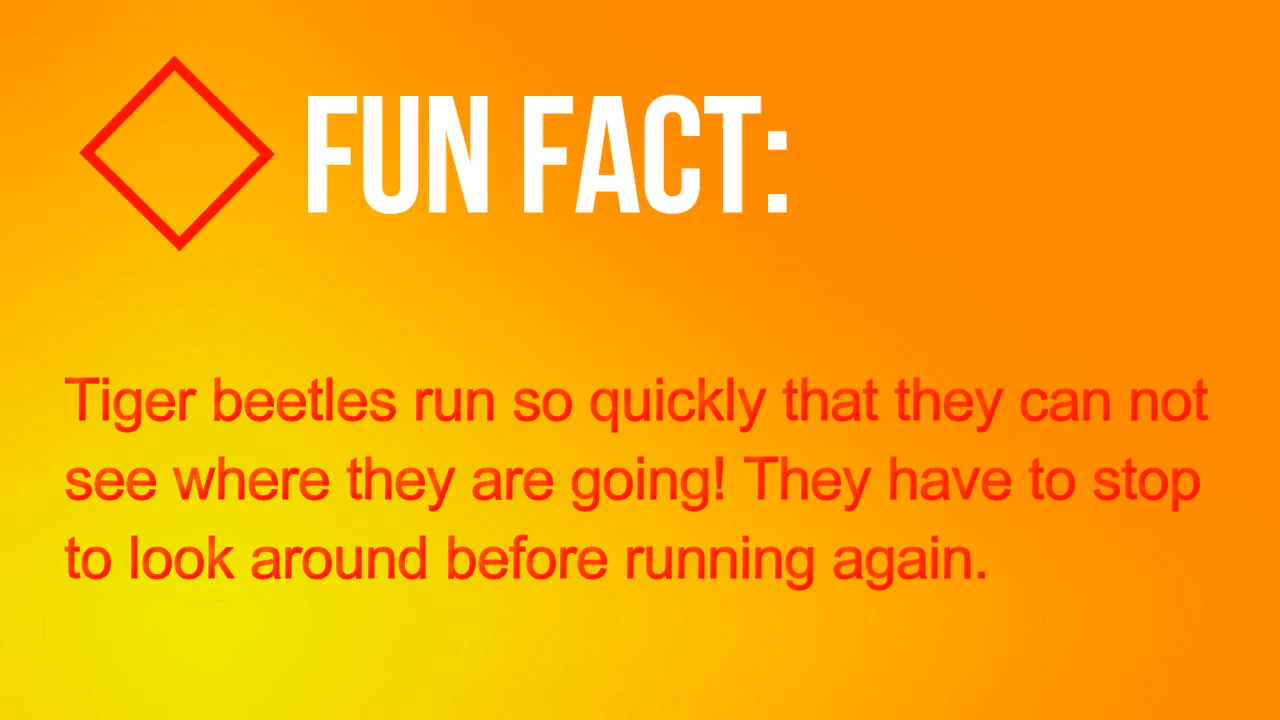 FUN FACT:
Tiger beetles run so quickly that they can not
see where they are going! They have to stop
to look around before running again.